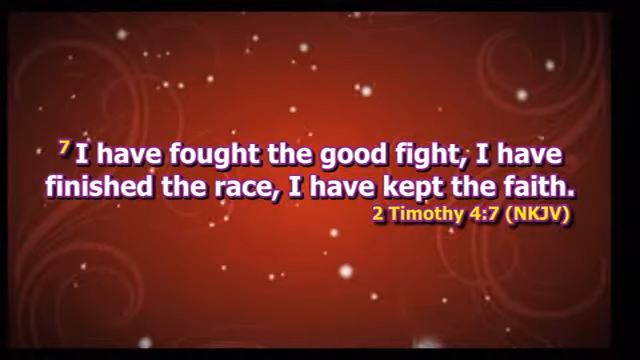 7 I have fought the good fight, I have
finished the race, I have kept the faith.
2 Timothy 4:7 (NKJV)